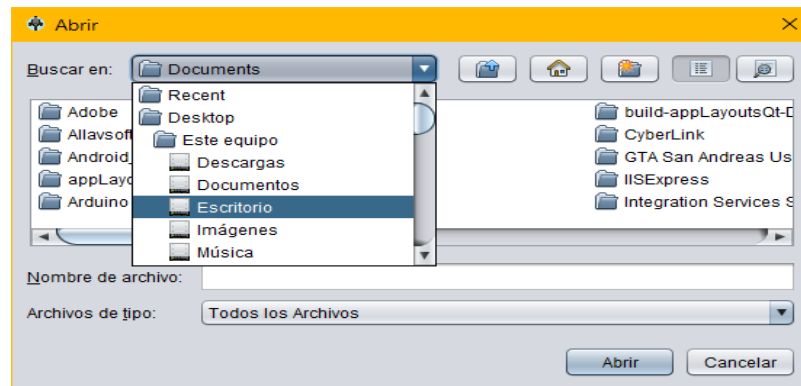 Abrir
Buscar en: Documents
Recent
Desktop
Este equipo
Descargas
Documentos
Escritorio
Imágenes
Música
Adobe
Allavsoft
Android_
appLayo
Arduino
build-appLayoutsQt-D
CyberLink
GTA San Andreas Us
IISExpress
Integration Services S
Nombre de archivo:
Archivos de tipo: Todos los Archivos
Abrir Cancelar